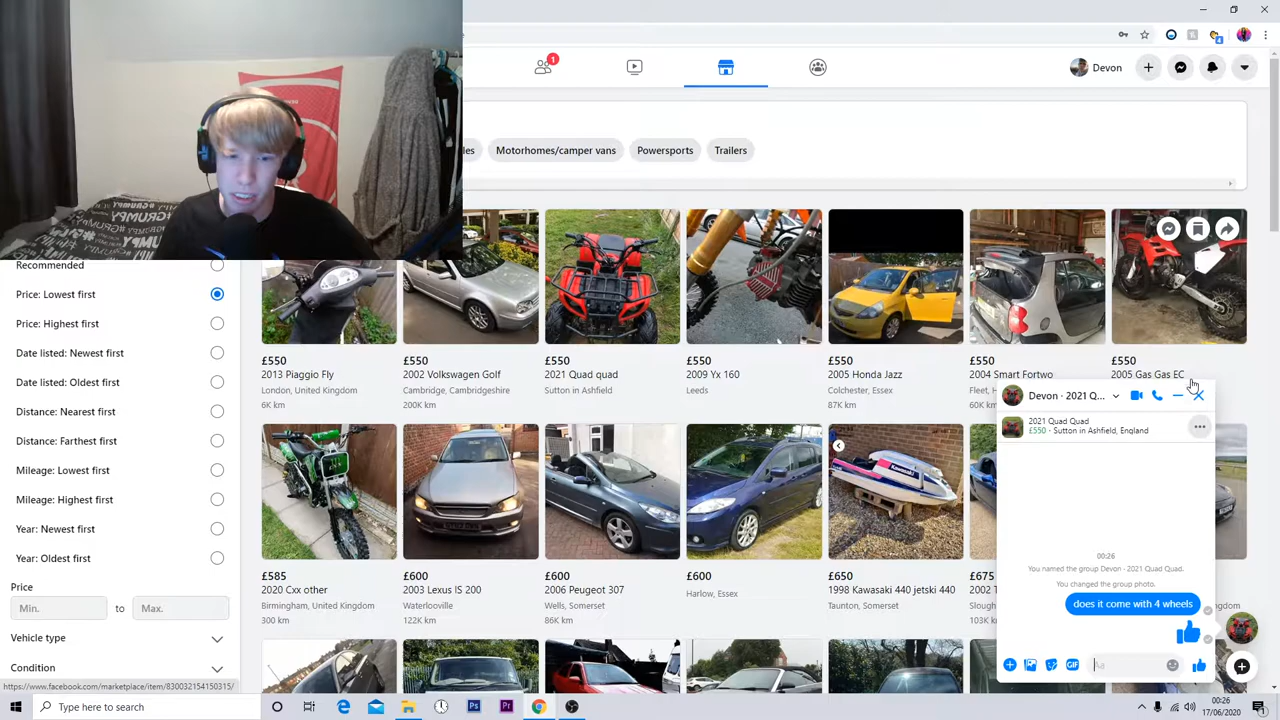 1
Devon
Motorhomes/camper vans
Powersports
Trailers
#GRUMPY
Recommended
Price: Lowest first
Price: Highest first
Date listed: Newest first
Date listed: Oldest first
Distance: Nearest first
Distance: Farthest first
Mileage: Lowest first
Mileage: Highest first
Year: Newest first
Year: Oldest first
Price
Min.
to
Max.
Vehicle type
Condition
https://www.facebook.com/marketplace/item/830032154150315/
£550
2013 Piaggio Fly
London, United Kingdom
6K km
£550
2002 Volkswagen Golf
Cambridge, Cambridgeshire
200K km
£550
2021 Quad quad
Sutton in Ashfield
£550
2009 Yx 160
Leeds
£550
2005 Honda Jazz
Colchester, Essex
£550
2004 Smart Fortwo
Fleet,
60K
£550
2005 Gas Gas EC
£585
2020 Cxx other
Birmingham, United Kingdom
300 km
£600
2003 Lexus IS 200
Waterlooville
122K km
£600
2006 Peugeot 307
Wells, Somerset
86K km
£600
Harlow, Essex
£650
1998 Kawasaki 440 jetski 440
Taunton, Somerset
£675
2002 T
Slough
103K
Devon · 2021 Q...
2021 Quad Quad
£550 - Sutton in Ashfield, England
00:26
You named the group Devon - 2021 Quad Quad.
You changed the group photo.
does it come with 4 wheels
GIF
Aa
Type here to search
Ps
Pr
00:26
17/06/2020